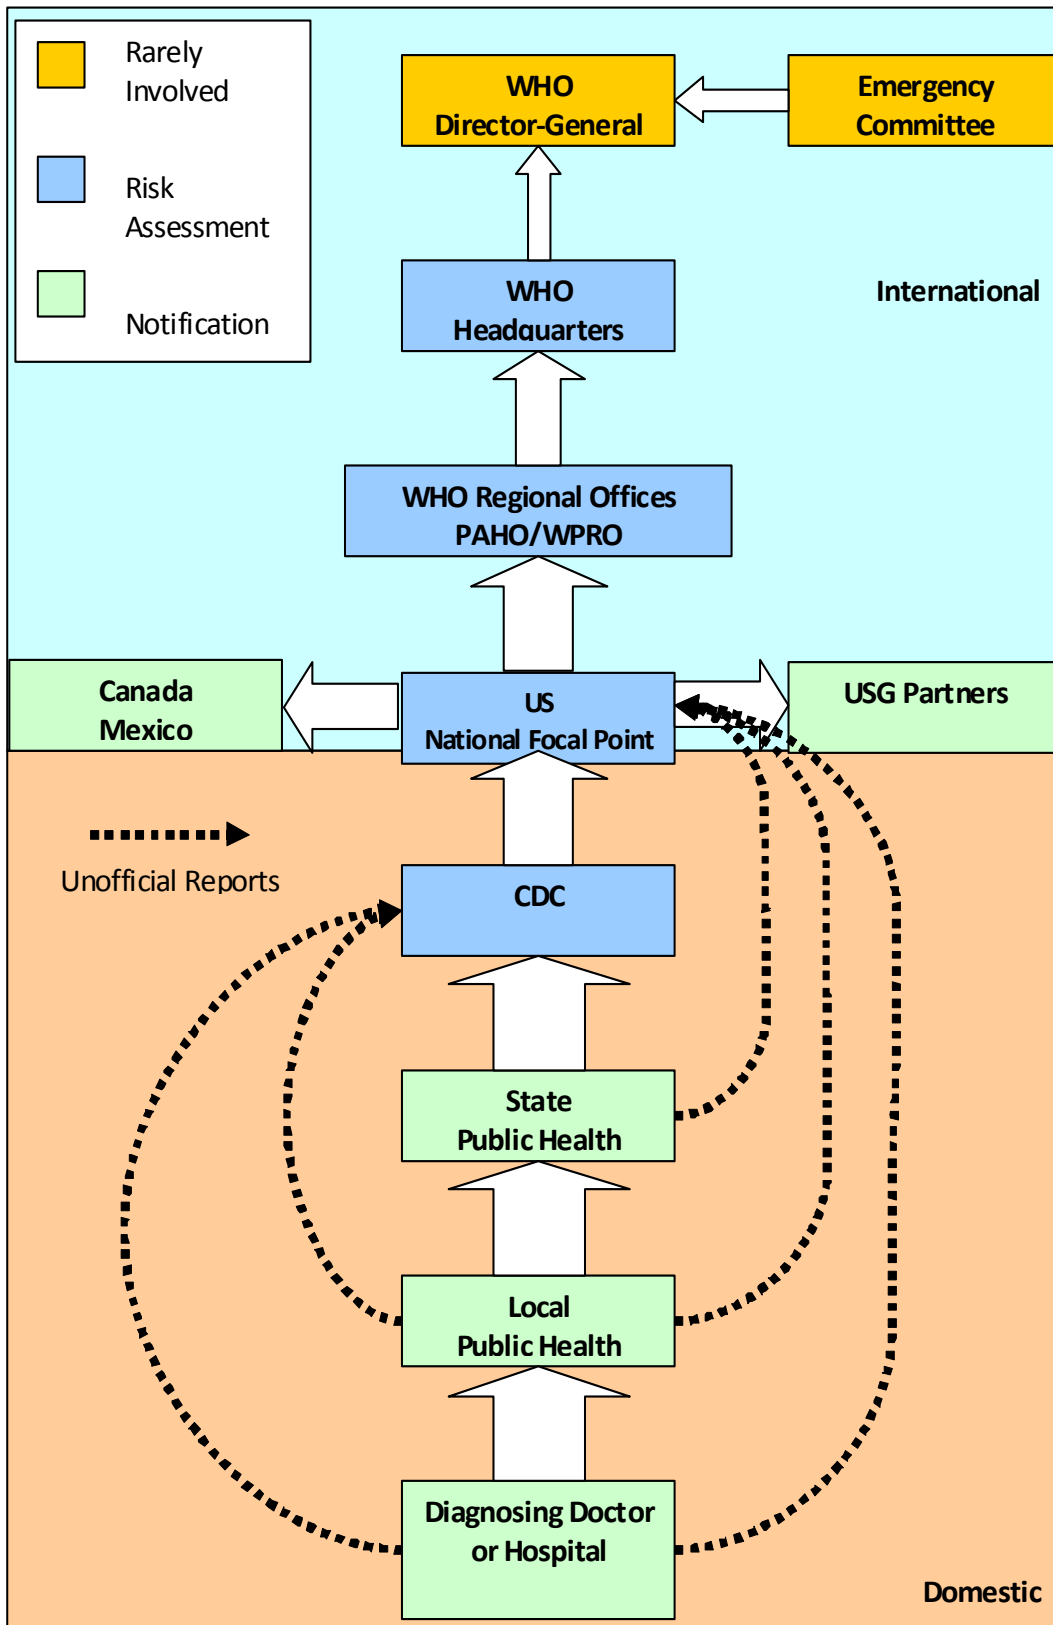 Rarely
Involved
Risk
Assessment
Notification
WHO
Director-General
Emergency
Committee
WHO
Headquarters
International
WHO Regional Offices
PAHO/WPRO
Canada
Mexico
US
National Focal Point
USG Partners
Unofficial Reports
CDC
State
Public Health
Local
Public Health
Diagnosing Doctor
or Hospital
Domestic